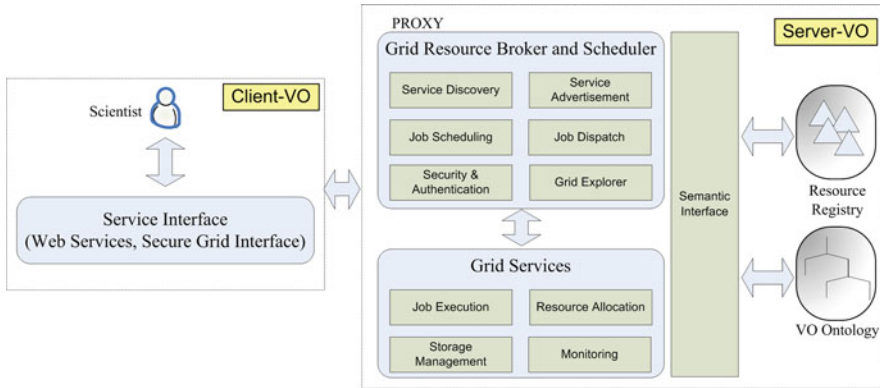 PROXY
Server-VO
Grid Resource Broker and Scheduler
Client-VO
Service Discovery
Service
Advertisement
Scientist
Job Scheduling
Job Dispatch
Security &
Authentication
Grid Explorer
Semantic
Interface
Resource
Registry
Service Interface
(Web Services, Secure Grid Interface)
Grid Services
Job Execution
Resource Allocation
Storage
Management
Monitoring
VO Ontology